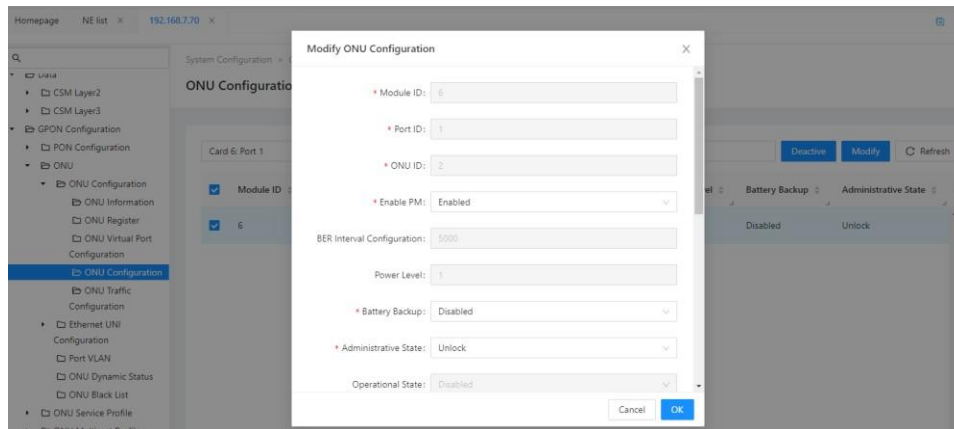 Homepage
NE list
192.168.7.70
Data
CSM Layer2
CSM Layer3
GPON Configuration
PON Configuration
ONU
ONU Configuration
ONU Information
ONU Register
ONU Virtual Port
Configuration
ONU Configuration
ONU Traffic
Configuration
Ethernet UNI
Configuration
Port VLAN
ONU Dynamic Status
ONU Black List
ONU Service Profile
System Configuration >
ONU Configuratio
Card 6: Port 1
Deactive
Modify
Refresh
Module ID
Battery Backup
Administrative State
6
Disabled
Unlock
Modify ONU Configuration
* Module ID: 6
* Port ID: 1
* ONU ID: 2
* Enable PM: Enabled
BER Interval Configuration: 5000
Power Level: 1
* Battery Backup: Disabled
* Administrative State: Unlock
Operational State: Disabled
Cancel
OK